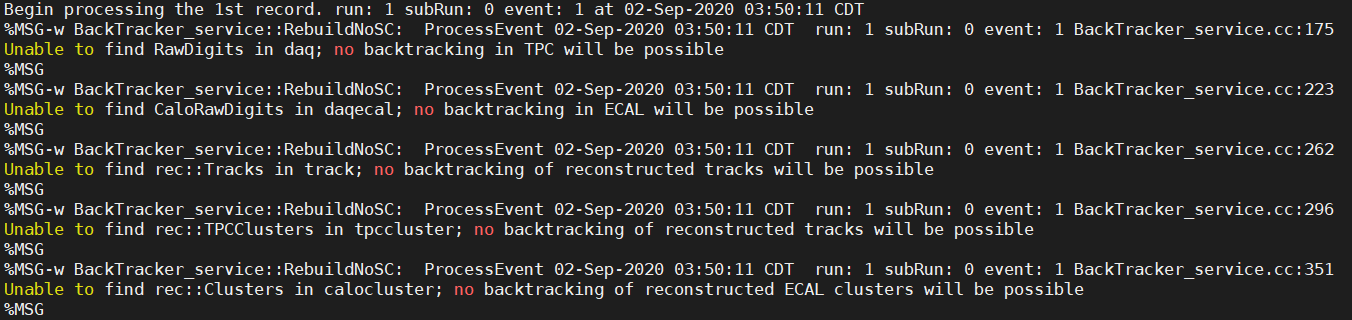 Begin processing the 1st record. run: 1 subRun: 0 event: 1 at 02-Sep-2020 03:50:11 CDT
%MSG-w BackTracker_service::RebuildNoSC:  ProcessEvent 02-Sep-2020 03:50:11 CDT  run: 1 subRun: 0 event: 1 BackTracker_service.cc:175
Unable to find RawDigits in daq; no backtracking in TPC will be possible
%MSG
%MSG-w BackTracker_service::RebuildNoSC:  ProcessEvent 02-Sep-2020 03:50:11 CDT  run: 1 subRun: 0 event: 1 BackTracker_service.cc:223
Unable to find CaloRawDigits in daqecal; no backtracking in ECAL will be possible
%MSG
%MSG-w BackTracker_service::RebuildNoSC:  ProcessEvent 02-Sep-2020 03:50:11 CDT  run: 1 subRun: 0 event: 1 BackTracker_service.cc:262
Unable to find rec::Tracks in track; no backtracking of reconstructed tracks will be possible
%MSG
%MSG-w BackTracker_service::RebuildNoSC:  ProcessEvent 02-Sep-2020 03:50:11 CDT  run: 1 subRun: 0 event: 1 BackTracker_service.cc:296
Unable to find rec::TPCClusters in tpccluster; no backtracking of reconstructed tracks will be possible
%MSG
%MSG-w BackTracker_service::RebuildNoSC:  ProcessEvent 02-Sep-2020 03:50:11 CDT  run: 1 subRun: 0 event: 1 BackTracker_service.cc:351
Unable to find rec::Clusters in calocluster; no backtracking of reconstructed ECAL clusters will be possible
%MSG